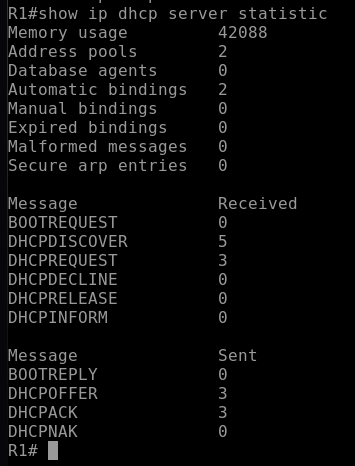 R1#show ip dhcp server statistic
Memory usage 42088
Address pools 2
Database agents 0
Automatic bindings 2
Manual bindings 0
Expired bindings 0
Malformed messages 0
Secure arp entries 0
Message Received
BOOTREQUEST 0
DHCPDISCOVER 5
DHCPREQUEST 3
DHCPDECLINE 0
DHCPRELEASE 0
DHCPINFORM 0
Message Sent
BOOTREPLY 0
DHCPOFFER 3
DHCPACK 3
DHCPNAK 0
R1#